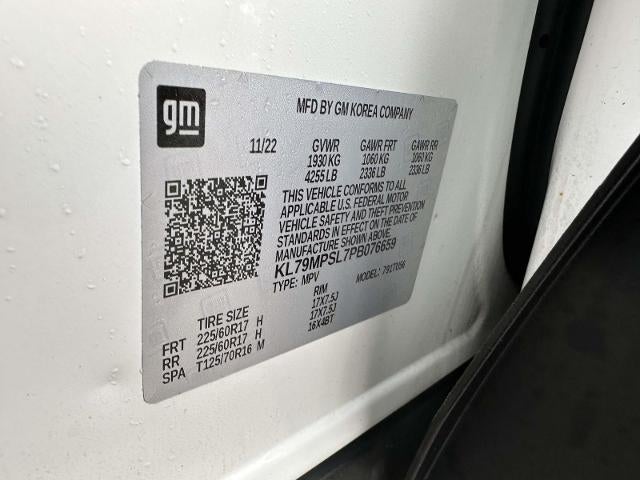 gm
MFD BY GM KOREA COMPANY
11/22 GVWR GAWR FRT GAWR RR
1930 KG 1060 KG 1060 KG
4255 LB 2336 LB 2336 LB
THIS VEHICLE CONFORMS TO ALL
APPLICABLE U.S. FEDERAL MOTOR
VEHICLE SAFETY AND THEFT PREVENTION
STANDARDS IN EFFECT ON THE DATE OF
MANUFACTURE SHOWN ABOVE.
KL79MPSL7PB076659
TYPE: MPV MODEL: 791TU56
TIRE SIZE RIM
FRT 225/60R17 H 17X7.5J
RR 225/60R17 H 17X7.5J
SPA T125/70R16 M 16X4BT